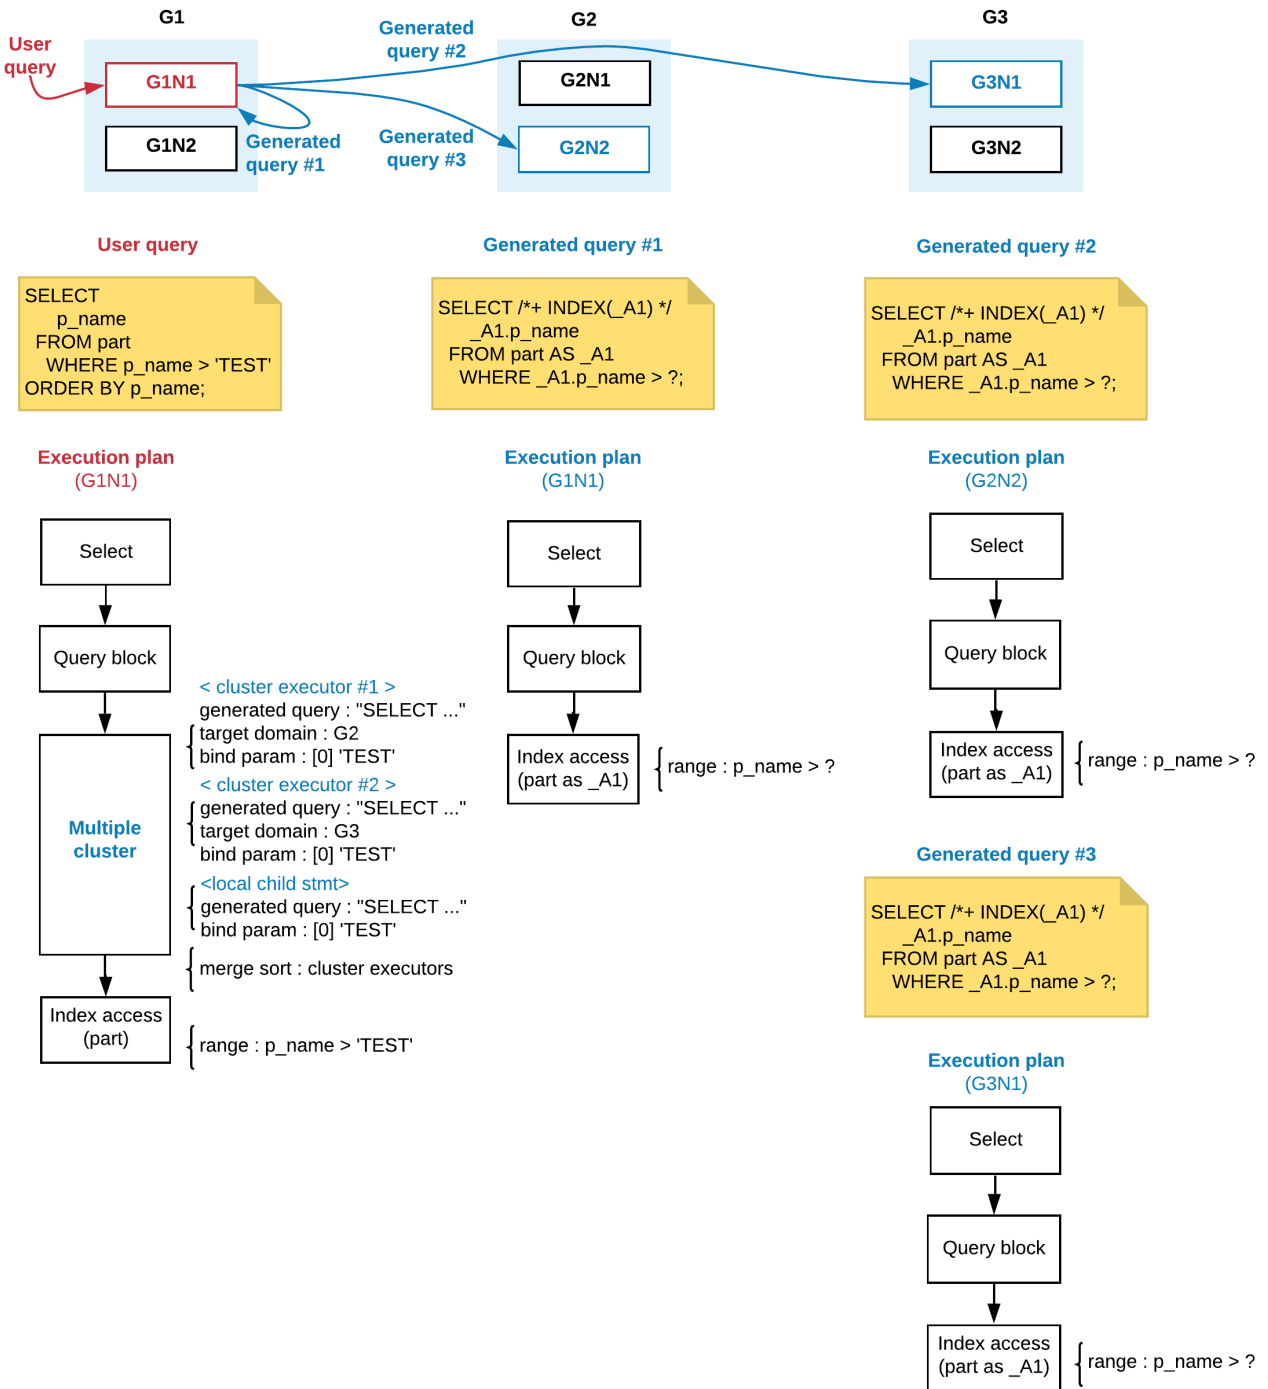 G1
G2
G3
User
query
Generated
query #2
G1N1
G2N1
G3N1
G1N2
Generated
query #1
Generated
query #3
G2N2
G3N2
User query
SELECT
p_name
FROM part
WHERE p_name > 'TEST'
ORDER BY p_name;
Execution plan
(G1N1)
Select
Query block
Multiple
cluster
< cluster executor #1 >
generated query : "SELECT ..."
target domain : G2
bind param : [0] 'TEST'
< cluster executor #2 >
generated query : "SELECT ..."
target domain : G3
bind param : [0] 'TEST'
<local child stmt>
generated query : "SELECT ..."
bind param : [0] 'TEST'
merge sort : cluster executors
Index access
(part)
range : p_name > 'TEST'
Generated query #1
SELECT /*+ INDEX(_A1) */
_A1.p_name
FROM part AS _A1
WHERE _A1.p_name > ?;
Execution plan
(G1N1)
Select
Query block
Index access
(part as _A1)
range : p_name > ?
Generated query #2
SELECT /*+ INDEX(_A1) */
_A1.p_name
FROM part AS _A1
WHERE _A1.p_name > ?;
Execution plan
(G2N2)
Select
Query block
Index access
(part as _A1)
range : p_name > ?
Generated query #3
SELECT /*+ INDEX(_A1) */
_A1.p_name
FROM part AS _A1
WHERE _A1.p_name > ?;
Execution plan
(G3N1)
Select
Query block
Index access
(part as _A1)
range : p_name > ?